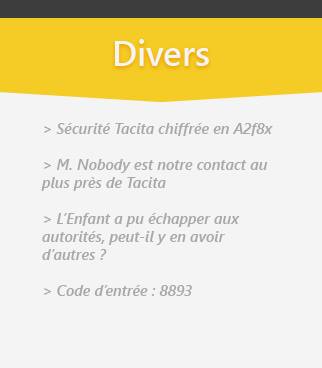 Divers
> Sécurité Tacita chiffrée en A2f8x
> M. Nobody est notre contact au
plus près de Tacita
> L'Enfant a pu échapper aux
autorités, peut-il y en avoir
d'autres ?
> Code d'entrée : 8893